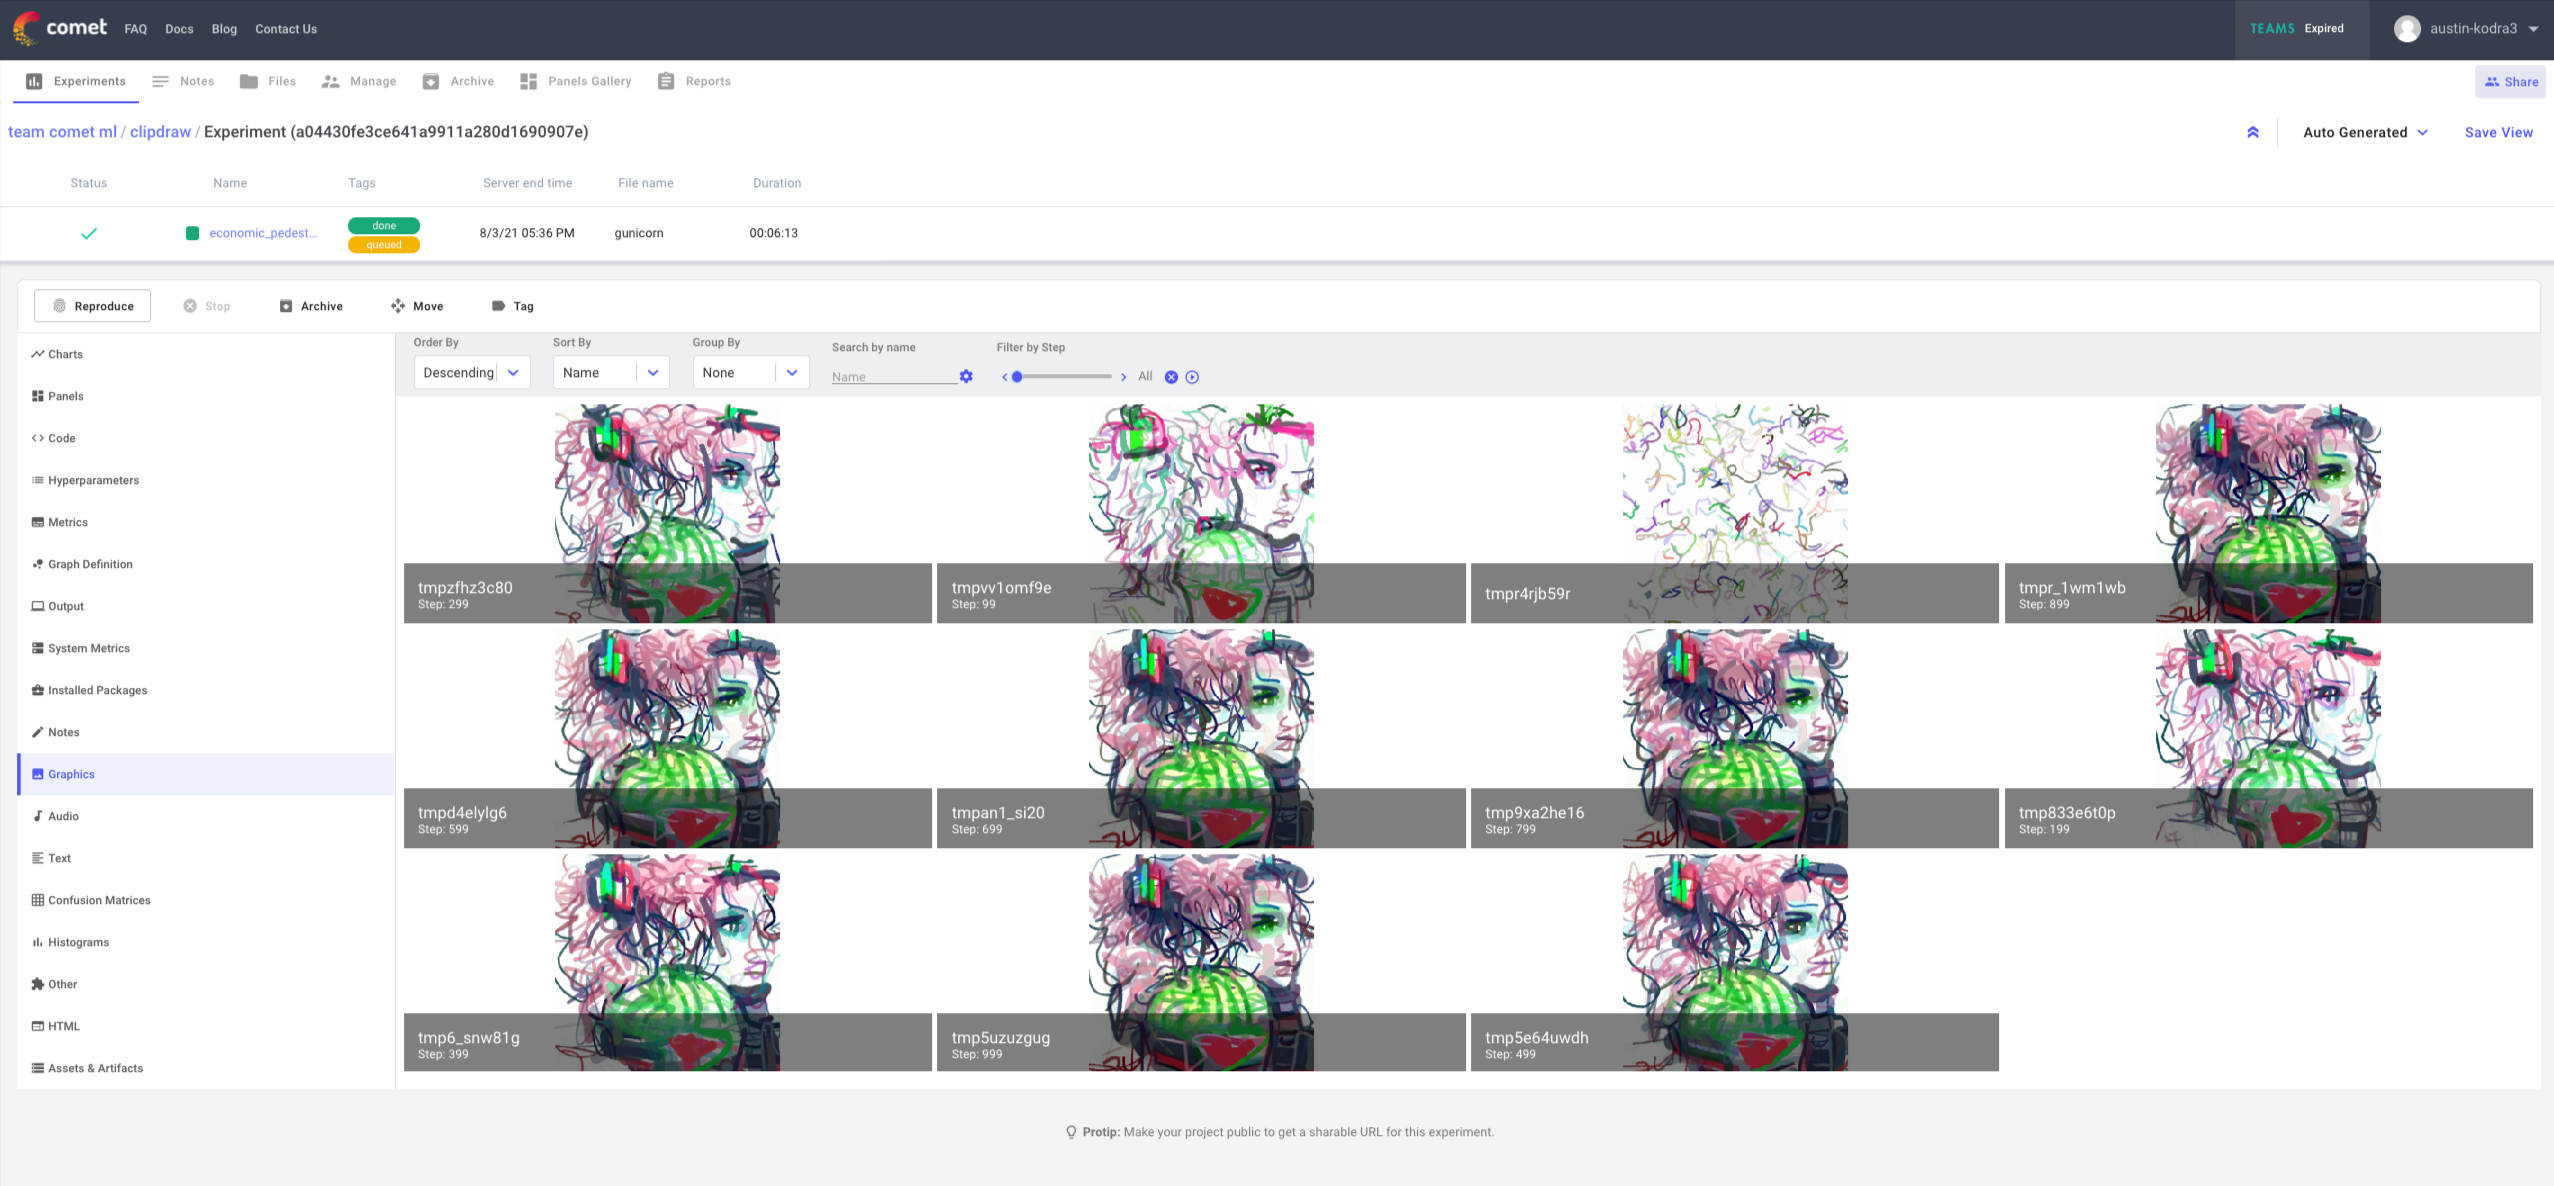 comet FAQ Docs Blog Contact Us TEAMS Expired austin-kodra3
Experiments Notes Files Manage Archive Panels Gallery Reports Share
team comet ml / clipdraw / Experiment (a04430fe3ce641a9911a280d1690907e) Auto Generated Save View
Status Name Tags Server end time File name Duration
done
economic_pedest... 8/3/21 05:36 PM gunicorn 00:06:13
queued
Reproduce Stop Archive Move Tag
Order By Sort By Group By Search by name Filter by Step
Descending Name None Name All
Charts
Panels
Code
Hyperparameters
Metrics
Graph Definition
Output
System Metrics
Installed Packages
Notes
Graphics
Audio
Text
Confusion Matrices
Histograms
Other
HTML
Assets & Artifacts
tmpzfhz3c80
Step: 299
tmpvv1omf9e
Step: 99
tmpr4rjb59r
tmpr_1wm1wb
Step: 899
tmpd4elylg6
Step: 599
tmpan1_si20
Step: 699
tmp9xa2he16
Step: 799
tmp833e6t0p
Step: 199
tmp6_snw81g
Step: 399
tmp5uzuzgug
Step: 999
tmp5e64uwdh
Step: 499
Protip: Make your project public to get a sharable URL for this experiment.